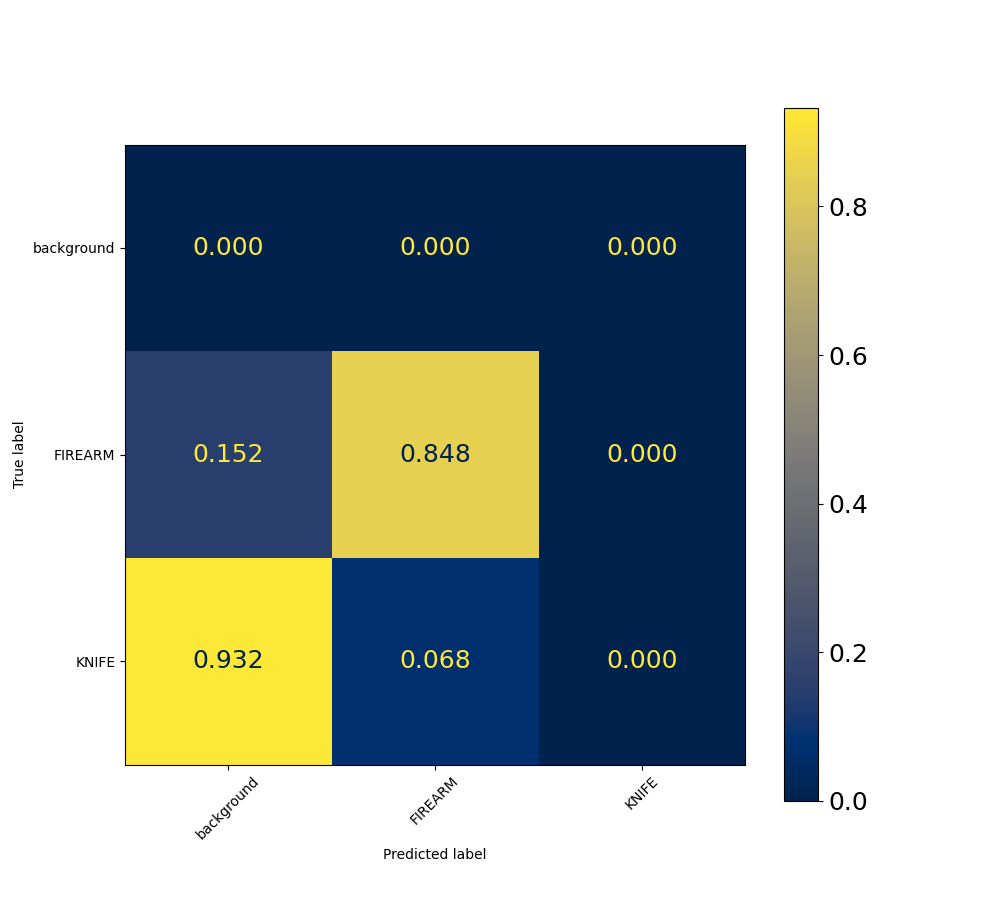 background 0.000 0.000 0.000
FIREARM 0.152 0.848 0.000
KNIFE 0.932 0.068 0.000
background FIREARM KNIFE
Predicted label
True label
0.8
0.6
0.4
0.2
0.0